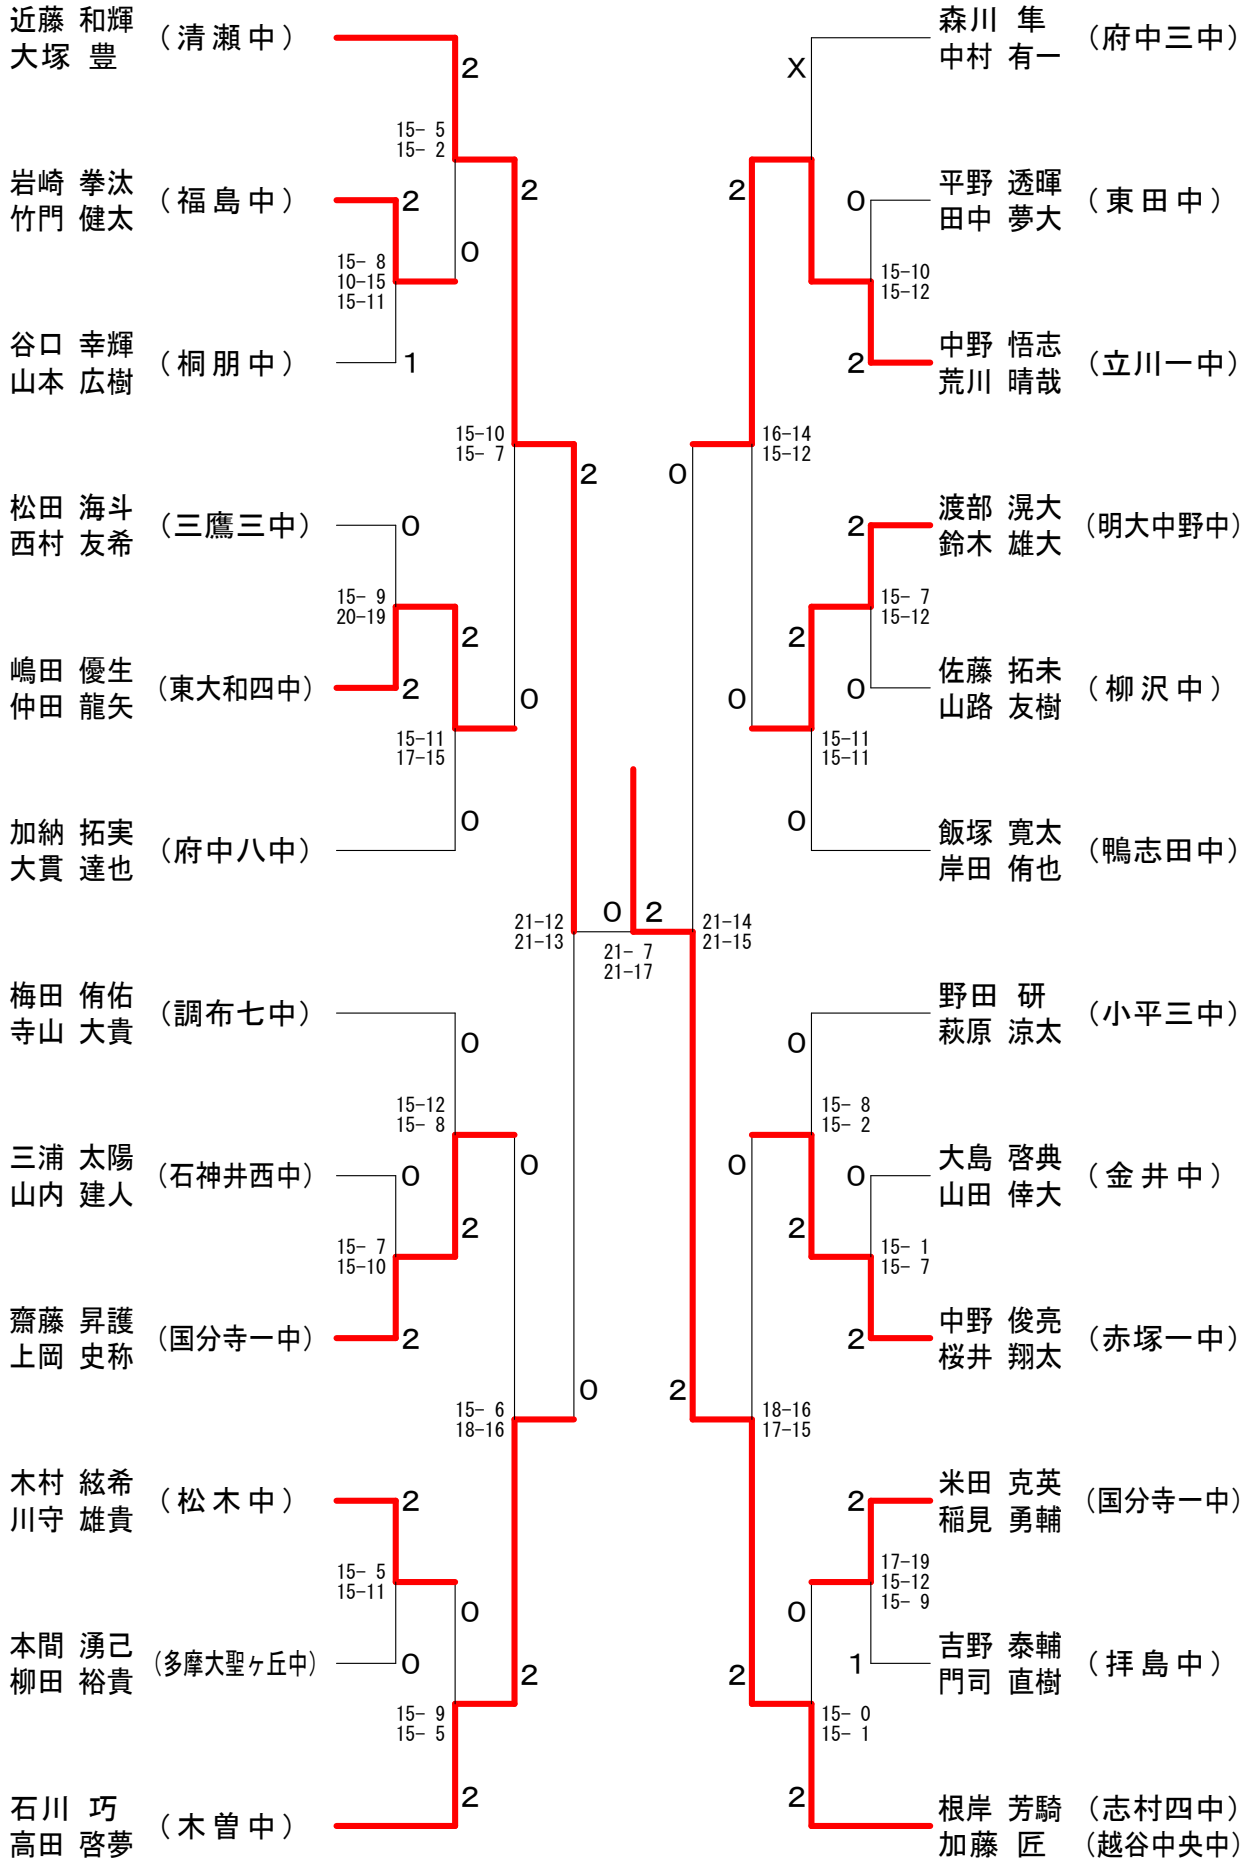 近藤 和輝
大塚 豊
(清瀬中)
2
15- 5
15- 2
岩崎 拳汰
竹門 健太
(福島中)
2
2
0
15- 8
10-15
15-11
谷口 幸輝
山本 広樹
(桐朋中)
1
15-10
15- 7
2
松田 海斗
西村 友希
(三鷹三中)
0
15- 9
20-19
2
嶋田 優生
仲田 龍矢
(東大和四中)
2
0
15-11
17-15
加納 拓実
大貫 達也
(府中八中)
0
21-12
21-13
0 2
21- 7
21-17
梅田 侑佑
寺山 大貴
(調布七中)
0
15-12
15- 8
三浦 太陽
山内 建人
(石神井西中)
0
0
2
15- 7
15-10
齋藤 昇護
上岡 史称
(国分寺一中)
2
0
15- 6
18-16
木村 絃希
川守 雄貴
(松木中)
2
15- 5
15-11
0
本間 湧己
柳田 裕貴
(多摩大聖ヶ丘中)
0
2
15- 9
15- 5
石川 巧
高田 啓夢
(木曽中)
2
森川 隼
中村 有一
(府中三中)
X
平野 透暉
田中 夢大
(東田中)
2
0
15-10
15-12
中野 悟志
荒川 晴哉
(立川一中)
2
16-14
15-12
0
渡部 滉大
鈴木 雄大
(明大中野中)
2
15- 7
15-12
2
佐藤 拓未
山路 友樹
(柳沢中)
0
0
15-11
15-11
飯塚 寛太
岸田 侑也
(鴨志田中)
0
21-14
21-15
野田 研
萩原 涼太
(小平三中)
0
15- 8
15- 2
大島 啓典
山田 倖大
(金井中)
0
0
2
15- 1
15- 7
中野 俊亮
桜井 翔太
(赤塚一中)
2
2
18-16
17-15
米田 克英
稲見 勇輔
(国分寺一中)
2
17-19
15-12
15- 9
0
吉野 泰輔
門司 直樹
(拝島中)
1
2
15- 0
15- 1
根岸 芳騎
加藤 匠
(志村四中)
(越谷中央中)
2